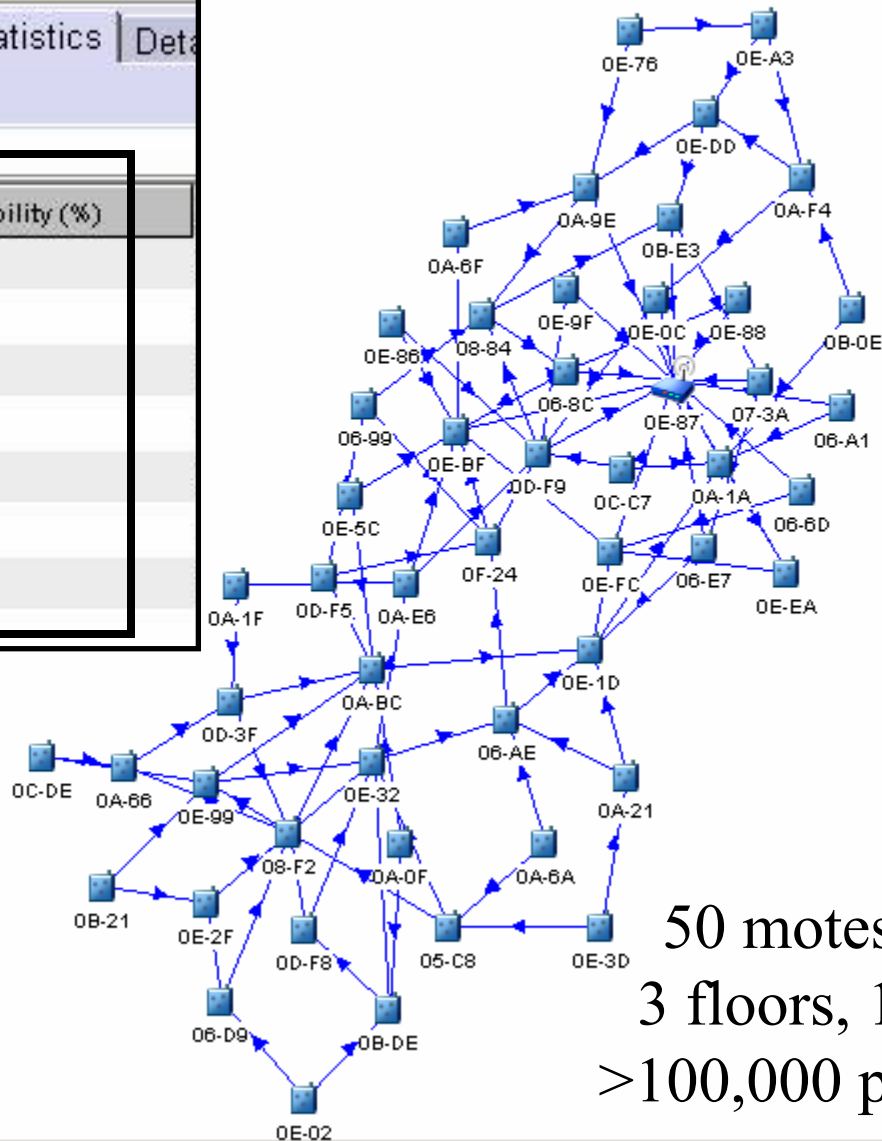 atistics
Deta
bility (%)
0E-76
0E-A3
0E-DD
0A-9E
0A-F4
0B-E3
0A-6F
0E-9F
0E-0C
0E-88
0B-0E
0E-86
08-84
06-8C
0E-87
07-3A
06-A1
06-99
0E-BF
0D-F9
0C-C7
0A-1A
06-6D
0E-5C
0F-24
0E-FC
06-E7
0E-EA
0A-1F
0D-F5
0A-E6
0A-BC
0E-1D
0D-3F
06-AE
0C-DE
0A-66
0E-99
0E-32
0A-21
08-F2
0A-0F
0A-6A
0B-21
0E-2F
0D-F8
05-C8
0E-3D
06-D9
0B-DE
0E-02
50 motes
3 floors, 1
>100,000 p